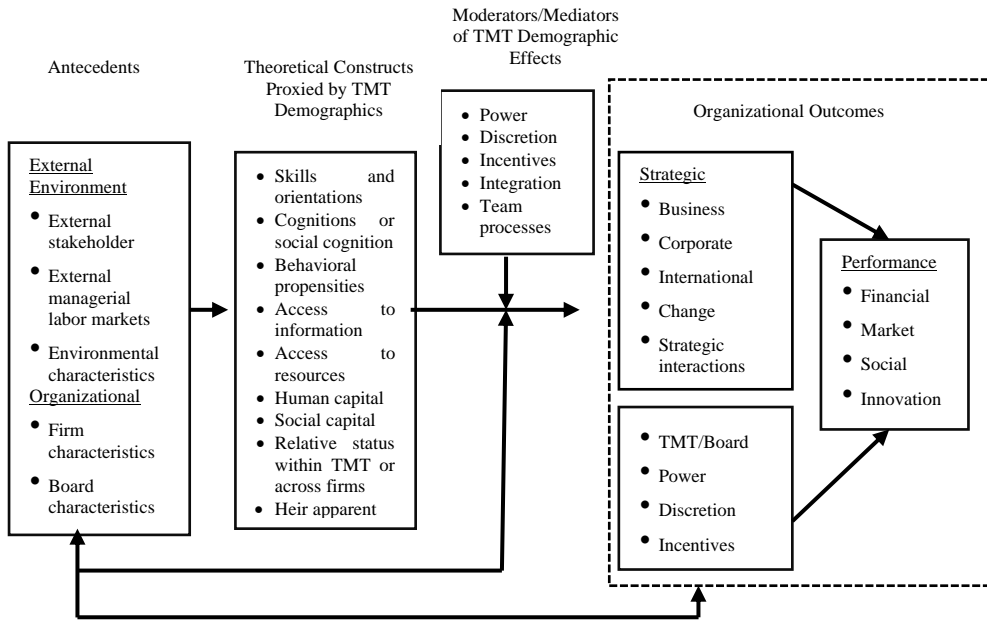 Antecedents
External
Environment
External
stakeholder
External
managerial
labor markets
Environmental
characteristics
Organizational
Firm
characteristics
Board
characteristics
Theoretical Constructs
Proxied by TMT
Demographics
Skills and
orientations
Cognitions or
social cognition
Behavioral
propensities
Access to
information
Access to
resources
Human capital
Social capital
Relative status
within TMT or
across firms
Heir apparent
Moderators/Mediators
of TMT Demographic
Effects
Power
Discretion
Incentives
Integration
Team
processes
Organizational Outcomes
Strategic
Business
Corporate
International
Change
Strategic
interactions
TMT/Board
Power
Discretion
Incentives
Performance
Financial
Market
Social
Innovation